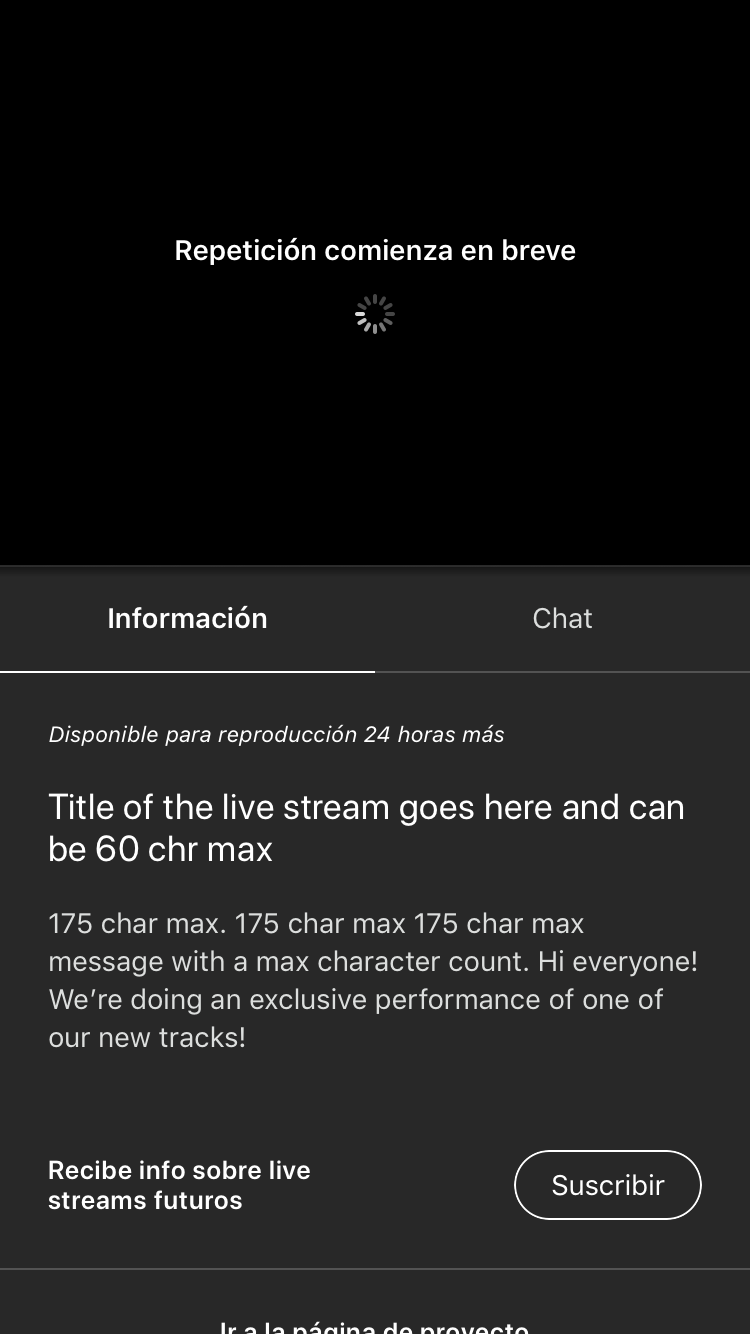 Repetición comienza en breve
Información
Chat
Disponible para reproducción 24 horas más
Title of the live stream goes here and can
be 60 chr max
175 char max. 175 char max 175 char max
message with a max character count. Hi everyone!
We’re doing an exclusive performance of one of
our new tracks!
Recibe info sobre live
streams futuros
Suscribir
Ir a la página de proyecto